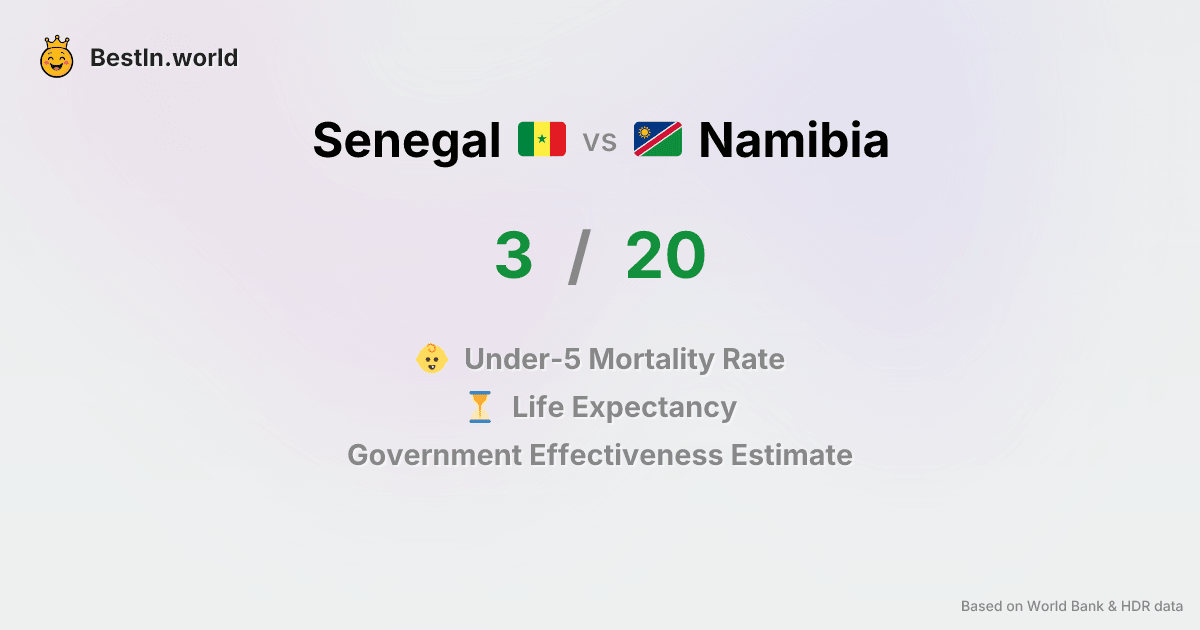 BestIn.world
Senegal vs Namibia
3 / 20
Under-5 Mortality Rate
Life Expectancy
Government Effectiveness Estimate
Based on World Bank & HDR data